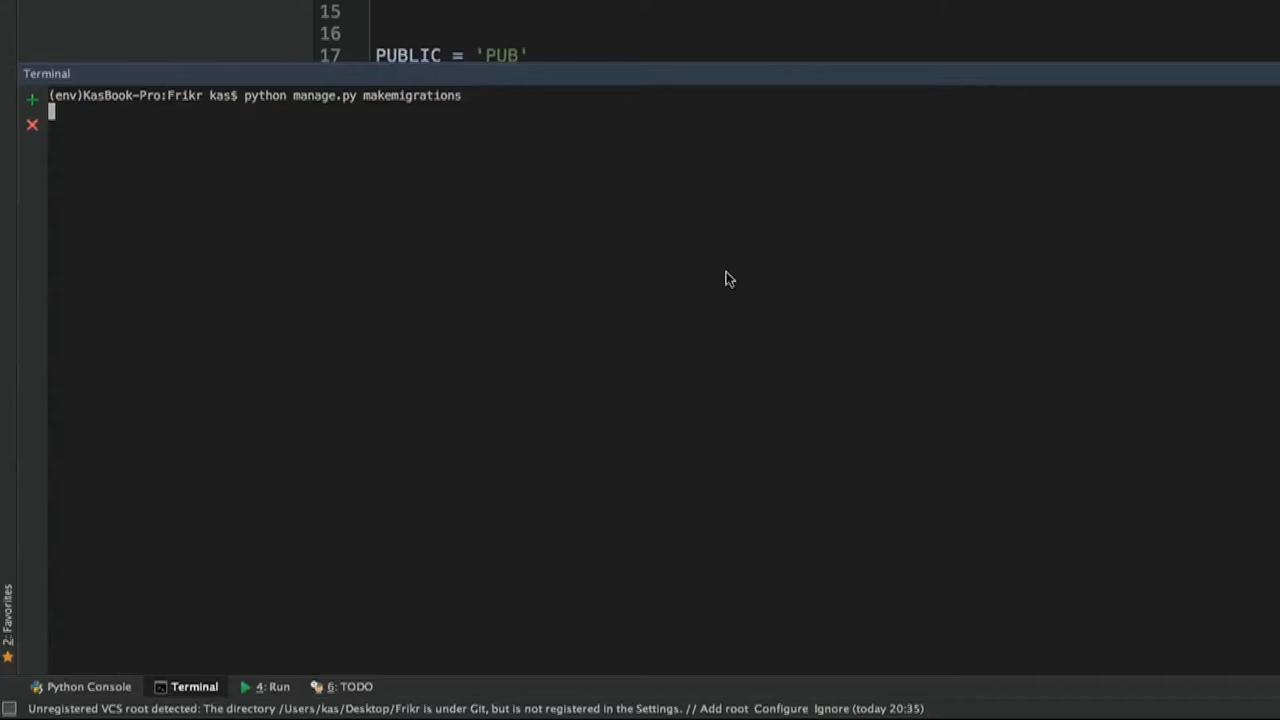 15
16
17 PUBLIC = 'PUB'
Terminal
(env)KasBook-Pro:Frikr kas$ python manage.py makemigrations
2: Favorites
Python Console Terminal 4: Run 6: TODO
Unregistered VCS root detected: The directory /Users/kas/Desktop/Frikr is under Git, but is not registered in the Settings. // Add root Configure Ignore (today 20:35)